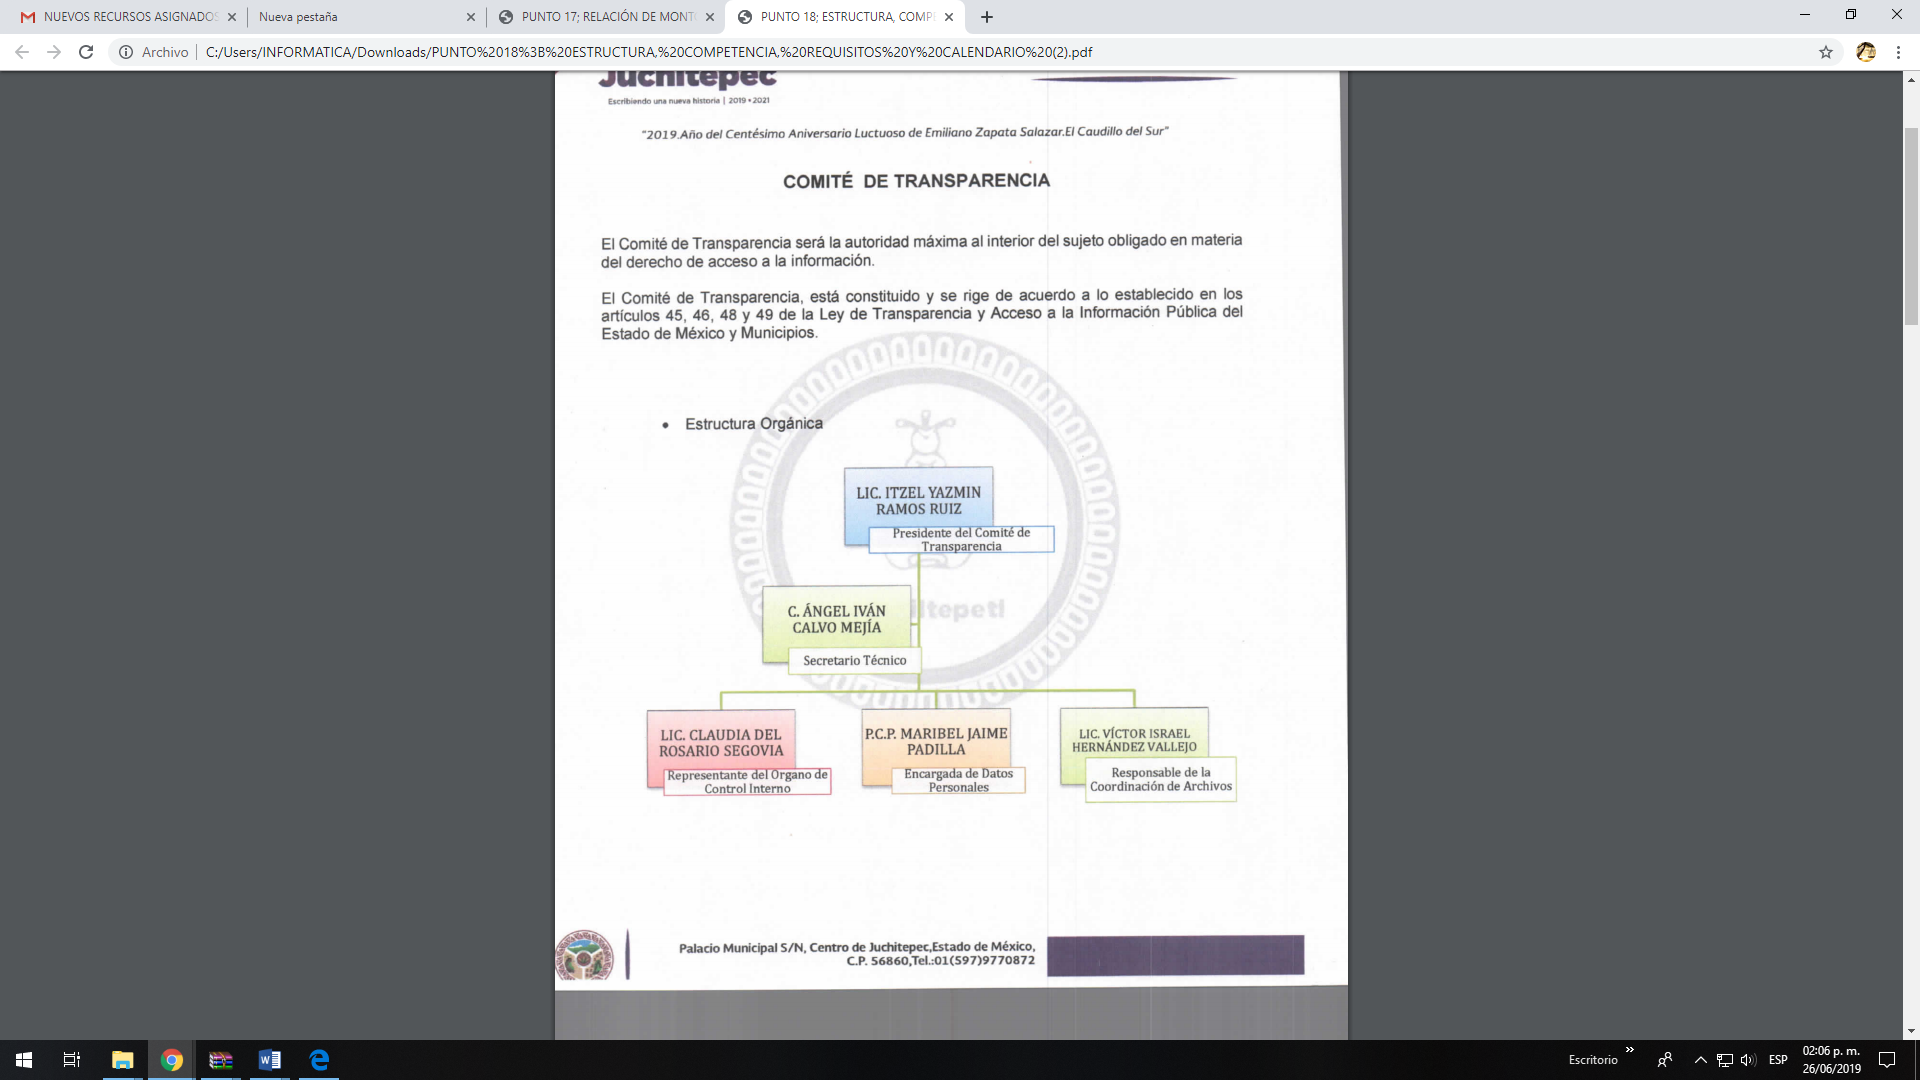 NUEVOS RECURSOS ASIGNADOS
Nueva pestaña
PUNTO 17; RELACIÓN DE MONT
PUNTO 18; ESTRUCTURA, COMP
Archivo
C:/Users/INFORMATICA/Downloads/PUNTO%2018%3B%20ESTRUCTURA,%20COMPETENCIA,%20REQUISITOS%20Y%20CALENDARIO%20(2).pdf
Juchitepec
Escribiendo una nueva historia | 2019 • 2021
"2019.Año del Centésimo Aniversario Luctuoso de Emiliano Zapata Salazar.El Caudillo del Sur"
COMITÉ DE TRANSPARENCIA
El Comité de Transparencia será la autoridad máxima al interior del sujeto obligado en materia
del derecho de acceso a la información.
El Comité de Transparencia, está constituido y se rige de acuerdo a lo establecido en los
artículos 45, 46, 48 y 49 de la Ley de Transparencia y Acceso a la Información Pública del
Estado de México y Municipios.
• Estructura Orgánica
LIC. ITZEL YAZMIN
RAMOS RUIZ
Presidente del Comité de
Transparencia
C. ÁNGEL IVÁN
CALVO MEJÍA
Secretario Técnico
LIC. CLAUDIA DEL
ROSARIO SEGOVIA
Representante del Organo de
Control Interno
P.C.P. MARIBEL JAIME
PADILLA
Encargada de Datos
Personales
LIC. VÍCTOR ISRAEL
HERNÁNDEZ VALLEJO
Responsable de la
Coordinación de Archivos
Palacio Municipal S/N, Centro de Juchitepec,Estado de México,
C.P. 56860,Tel.:01(597)9770872
Escritorio
ESP
02:06 p. m.
26/06/2019